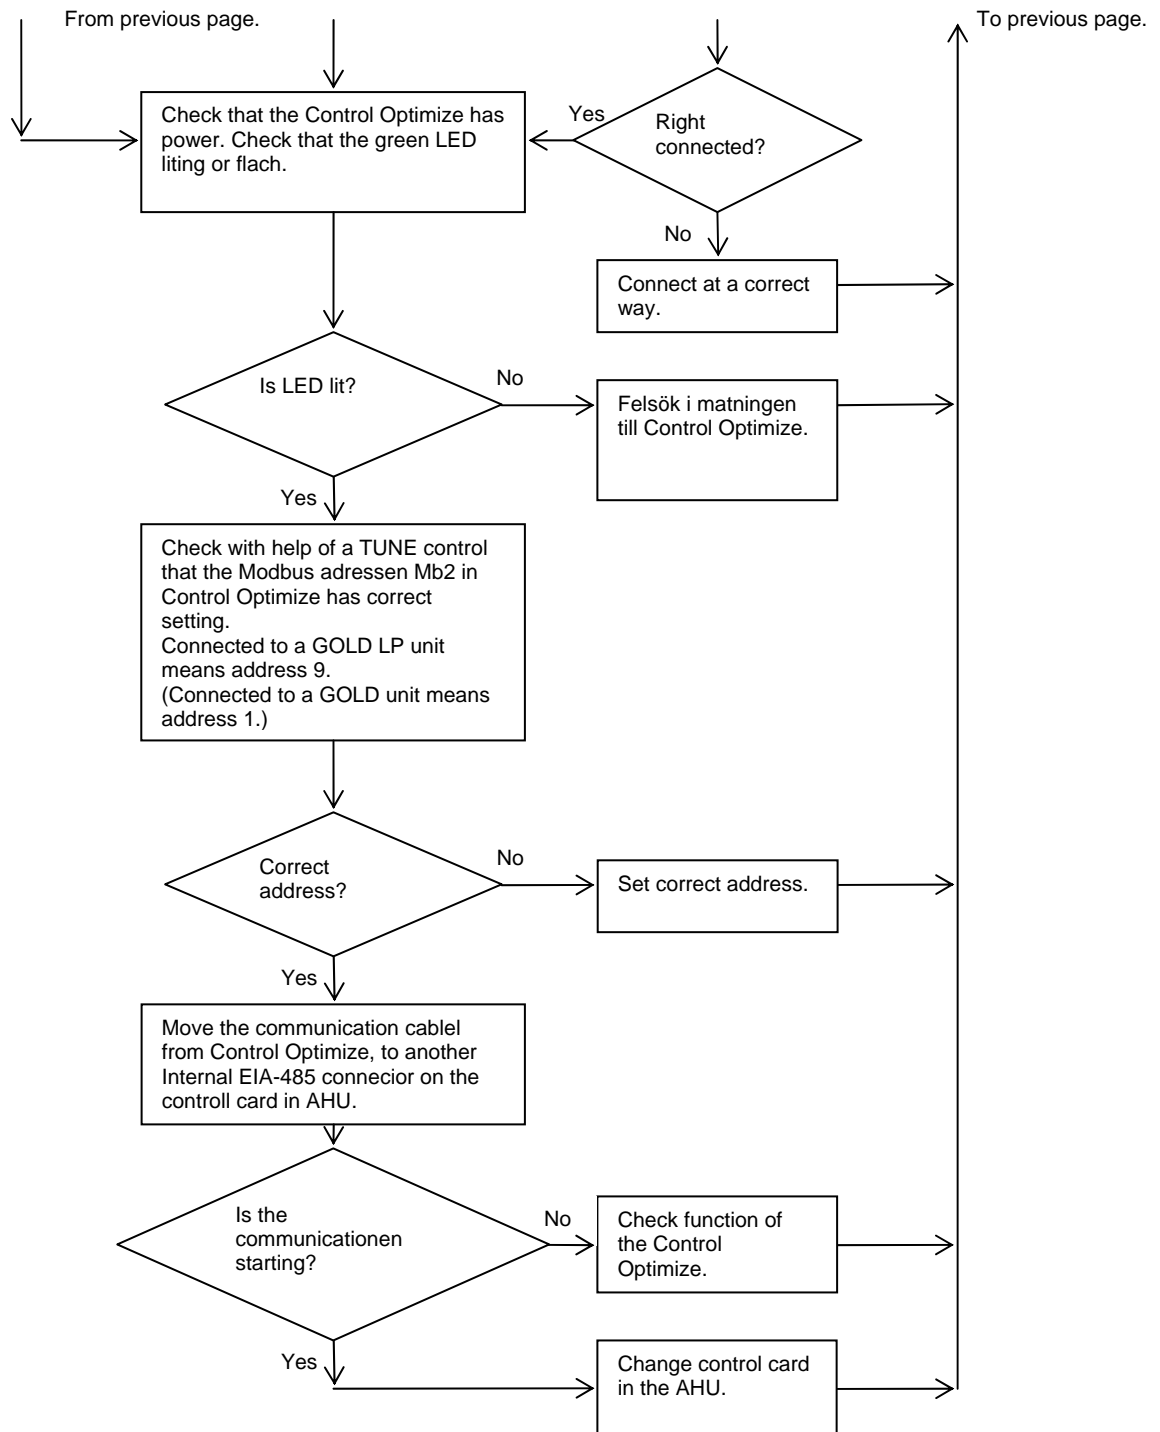 From previous page.
To previous page.
Check that the Control Optimize has
power. Check that the green LED
liting or flach.
Yes
Right
connected?
No
Connect at a correct
way.
Is LED lit?
No
Felsök i matningen
till Control Optimize.
Yes
Check with help of a TUNE control
that the Modbus adressen Mb2 in
Control Optimize has correct
setting.
Connected to a GOLD LP unit
means address 9.
(Connected to a GOLD unit means
address 1.)
Correct
address?
No
Set correct address.
Yes
Move the communication cablel
from Control Optimize, to another
Internal EIA-485 connecior on the
controll card in AHU.
Is the
communicationen
starting?
No
Check function of
the Control
Optimize.
Yes
Change control card
in the AHU.